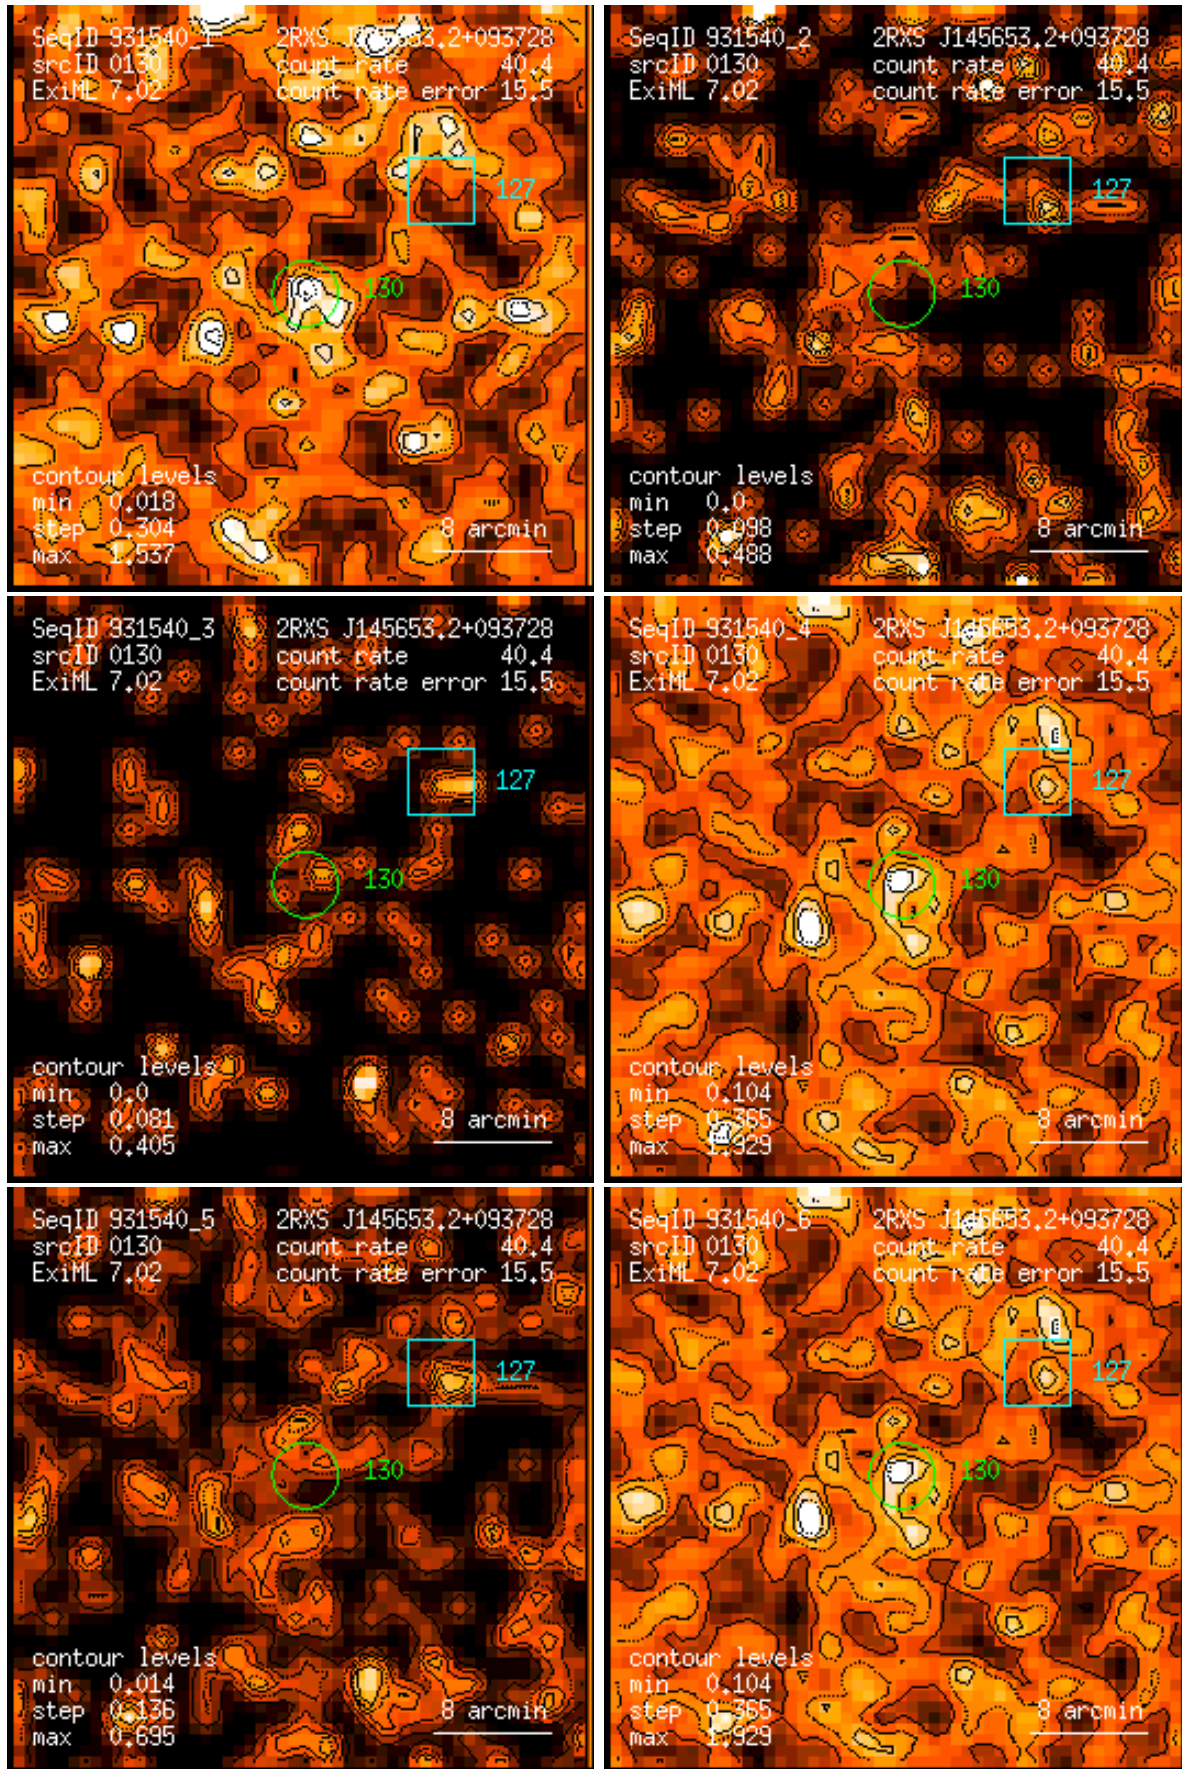 SeqID 931540_1 2RXS J145653.2+093728
srcID 0130 count rate 40.4
ExiML 7.02 count rate error 15.5
127
130
contour levels
min 0.018
step 0.304 8 arcmin
max 1.537
SeqID 931540_2 2RXS J145653.2+093728
srcID 0130 count rate 40.4
ExiML 7.02 count rate error 15.5
127
130
contour levels
min 0.0
step 0.098 8 arcmin
max 0.488
SeqID 931540_3 2RXS J145653.2+093728
srcID 0130 count rate 40.4
ExiML 7.02 count rate error 15.5
127
130
contour levels
min 0.0
step 0.081 8 arcmin
max 0.405
SeqID 931540_4 2RXS J145653.2+093728
srcID 0130 count rate 40.4
ExiML 7.02 count rate error 15.5
127
130
contour levels
min 0.104
step 0.365 8 arcmin
max 1.929
SeqID 931540_5 2RXS J145653.2+093728
srcID 0130 count rate 40.4
ExiML 7.02 count rate error 15.5
127
130
contour levels
min 0.014
step 0.136 8 arcmin
max 0.695
SeqID 931540_6 2RXS J145653.2+093728
srcID 0130 count rate 40.4
ExiML 7.02 count rate error 15.5
127
130
contour levels
min 0.104
step 0.365 8 arcmin
max 1.929